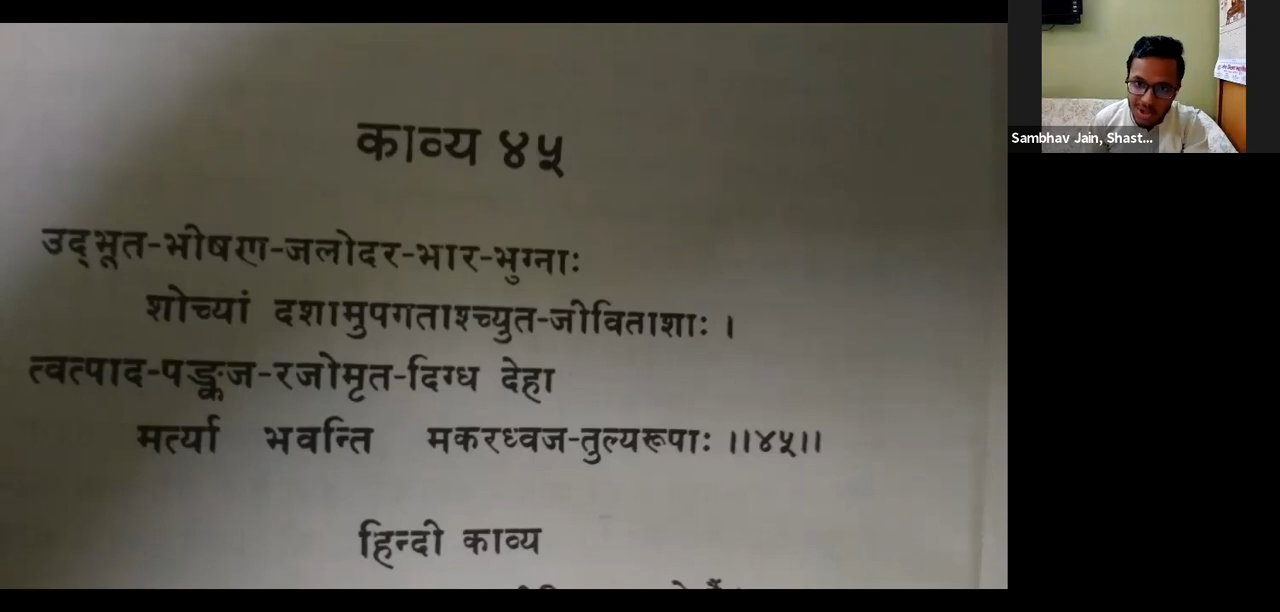 काव्य ४५
उद्भूत-भीषण-जलोदर-भार-भुग्नाः
शोच्यां दशामुपगताश्च्युत-जीविताशाः ।
त्वत्पाद-पङ्कज-रजोमृत-दिग्ध देहा
मर्त्या भवन्ति मकरध्वज-तुल्यरूपाः ।।४५।।
हिन्दी काव्य
Sambhav Jain, Shast...